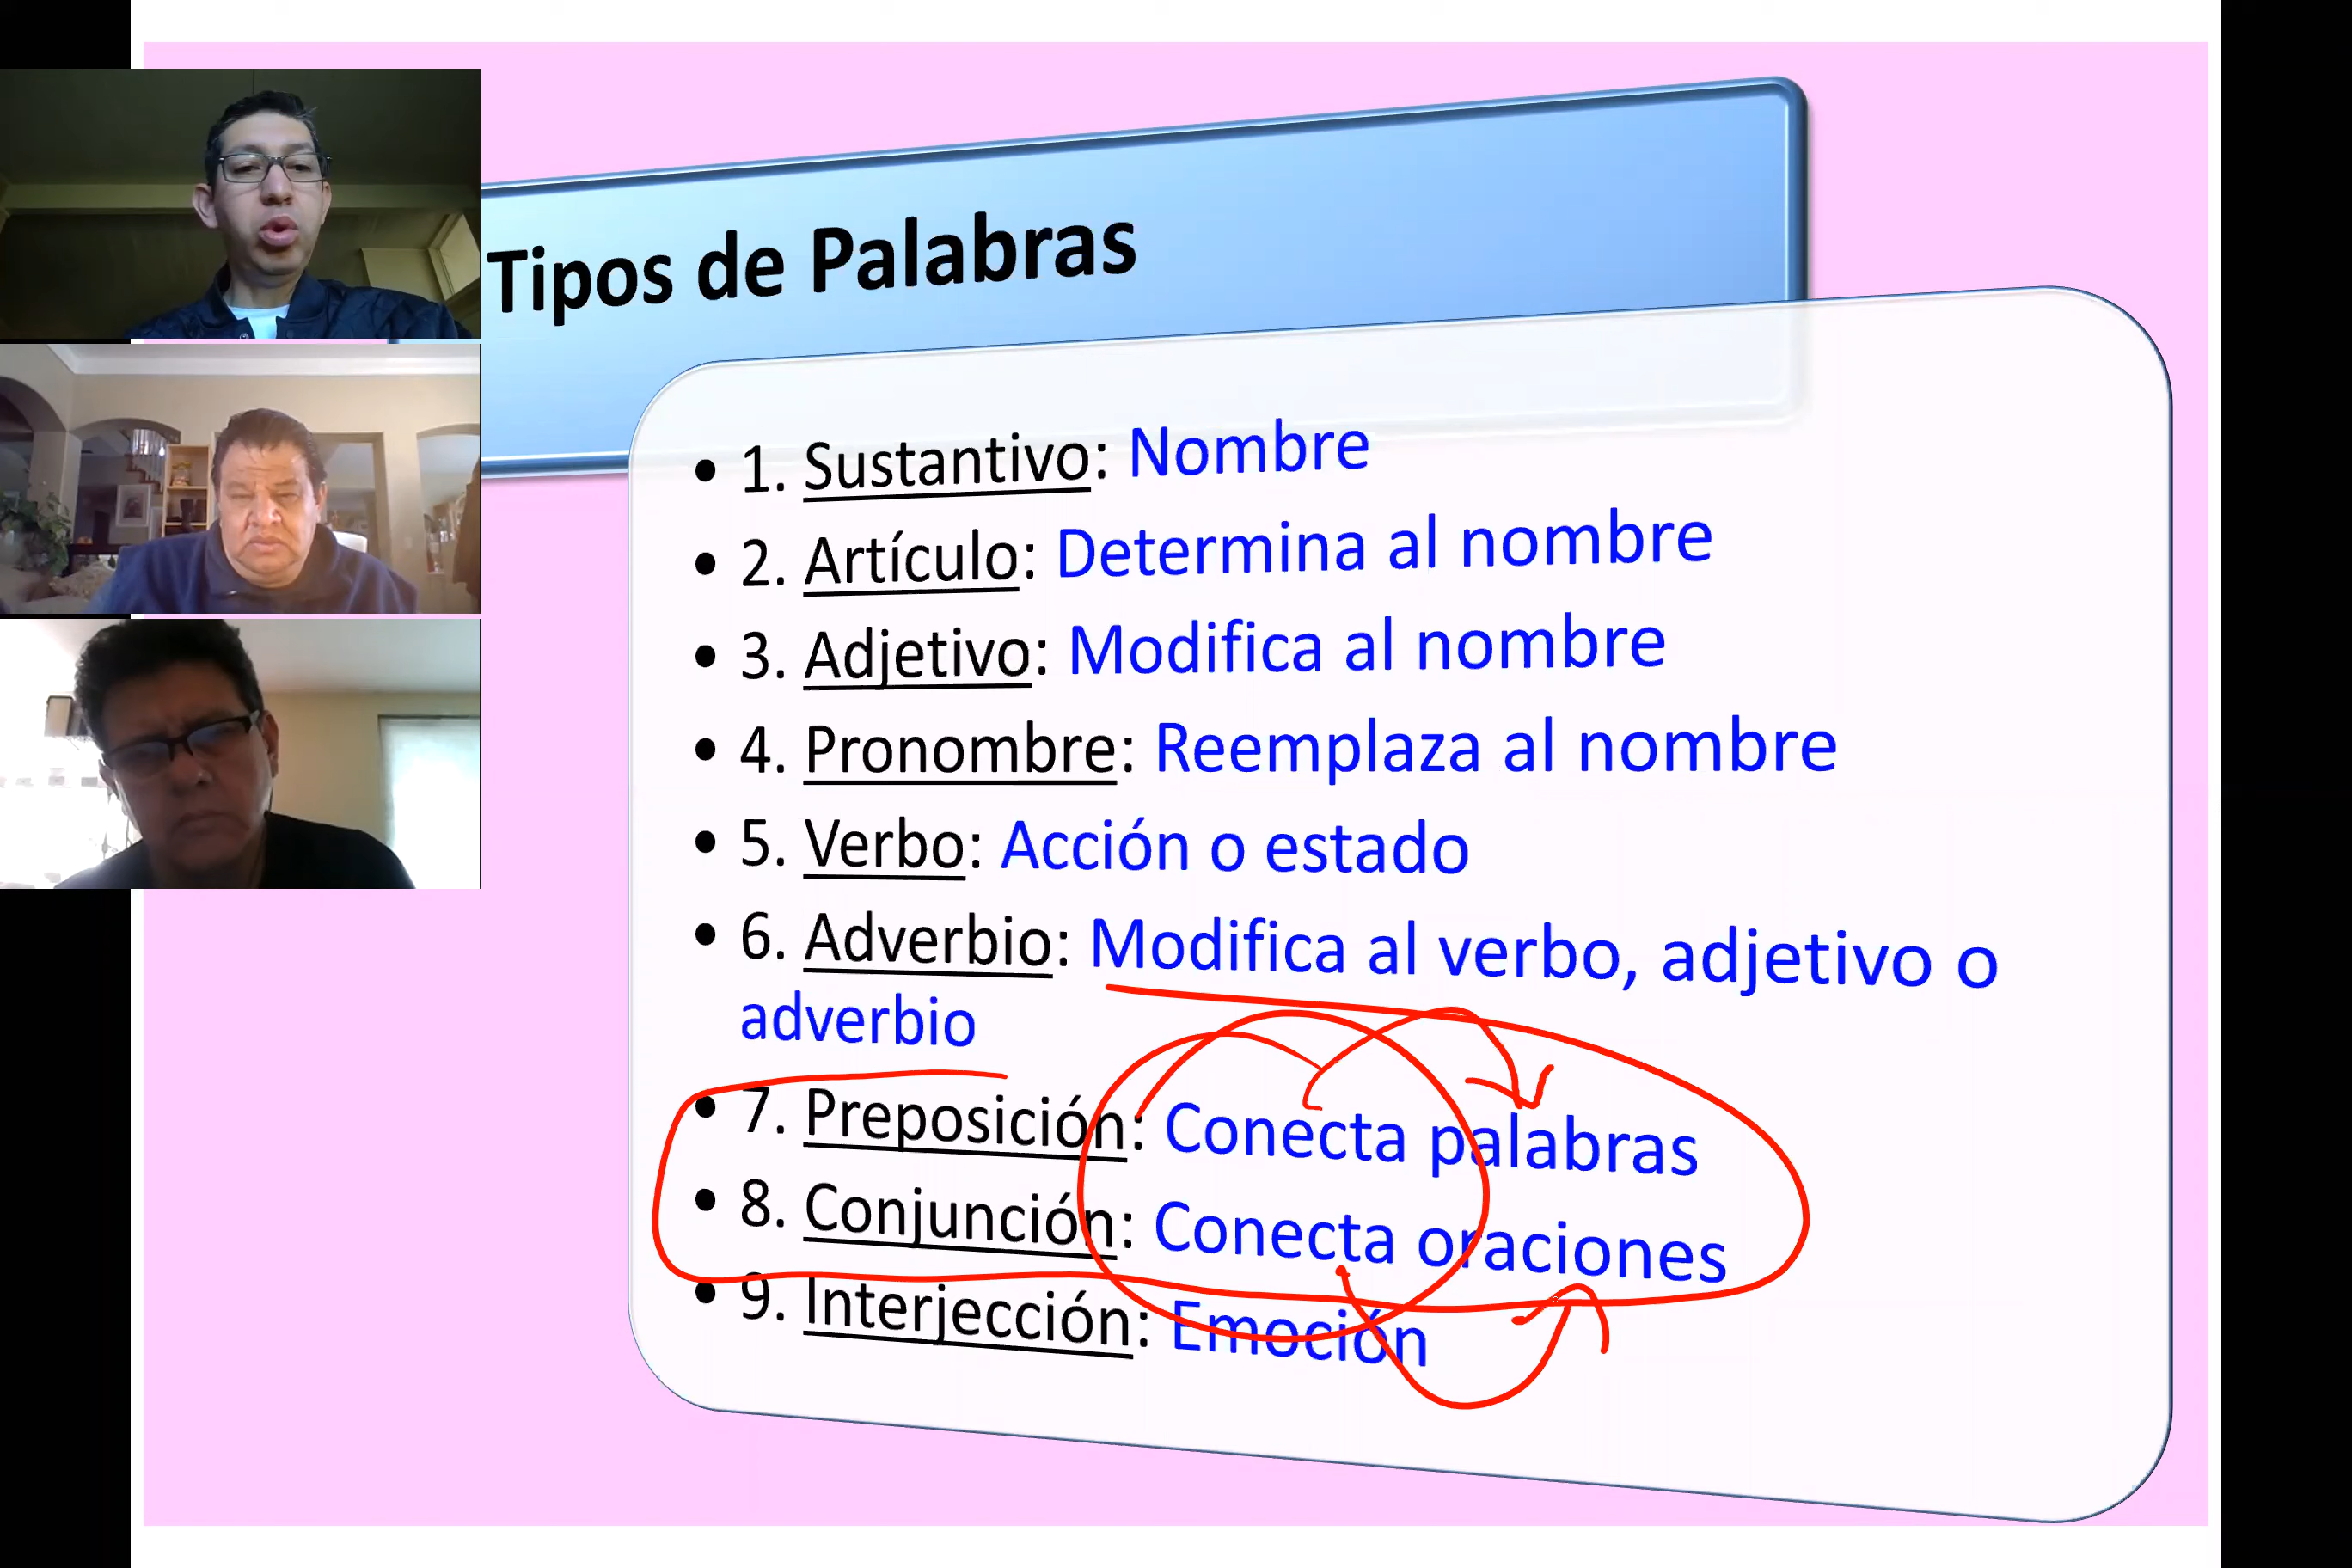 Tipos de Palabras
• 1. Sustantivo: Nombre
• 2. Artículo: Determina al nombre
• 3. Adjetivo: Modifica al nombre
• 4. Pronombre: Reemplaza al nombre
• 5. Verbo: Acción o estado
• 6. Adverbio: Modifica al verbo, adjetivo o
adverbio
• 7. Preposición: Conecta palabras
• 8. Conjunción: Conecta oraciones
• 9. Interjección: Emoción